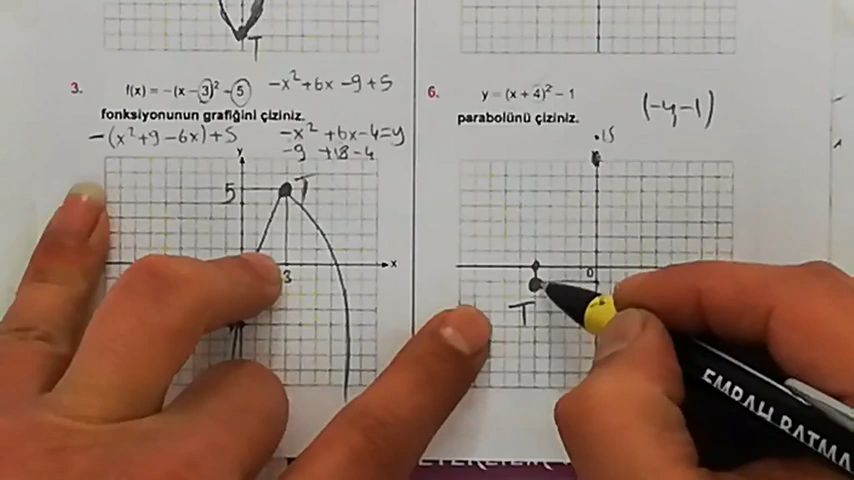 T
3.
f(x) = -(x - 3)² - 5
-x²+6x-9+5
fonksiyonunun grafiğini çiziniz.
-(x²+9-6x)+5
-x²+6x-4=y
-9 +18-4
y
5
T
x
3
6.
y = (x + 4)² - 1
(-4,-1)
parabolünü çiziniz.
.15
0
T
EMRAH BATMA